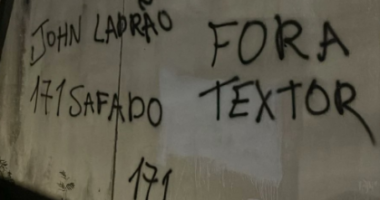 JOHN LADRÃO
171 SAFADO
171
FORA
TEXTOR